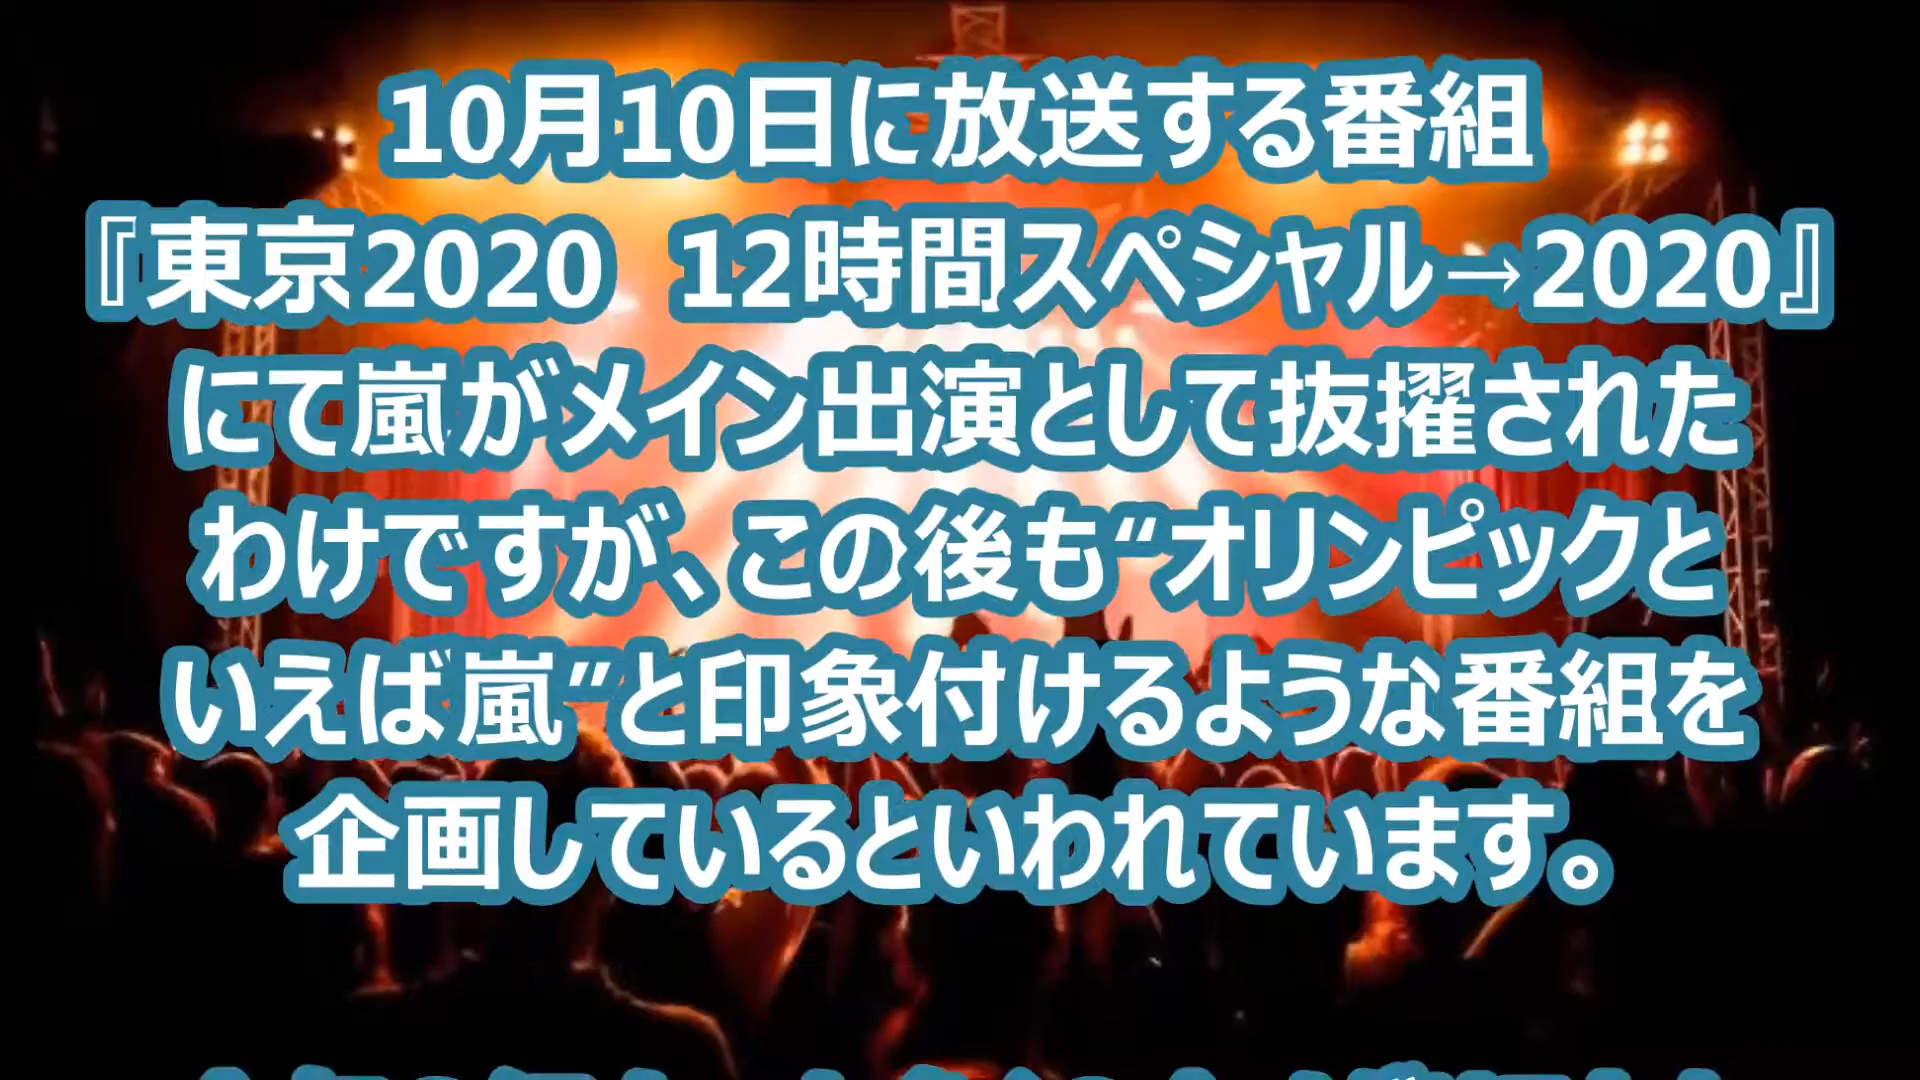 10月10日に放送する番組
『東京2020 12時間スペシャル→2020』
にて嵐がメイン出演として抜擢された
わけですが、この後も“オリンピックと
いえば嵐”と印象付けるような番組を
企画しているといわれています。